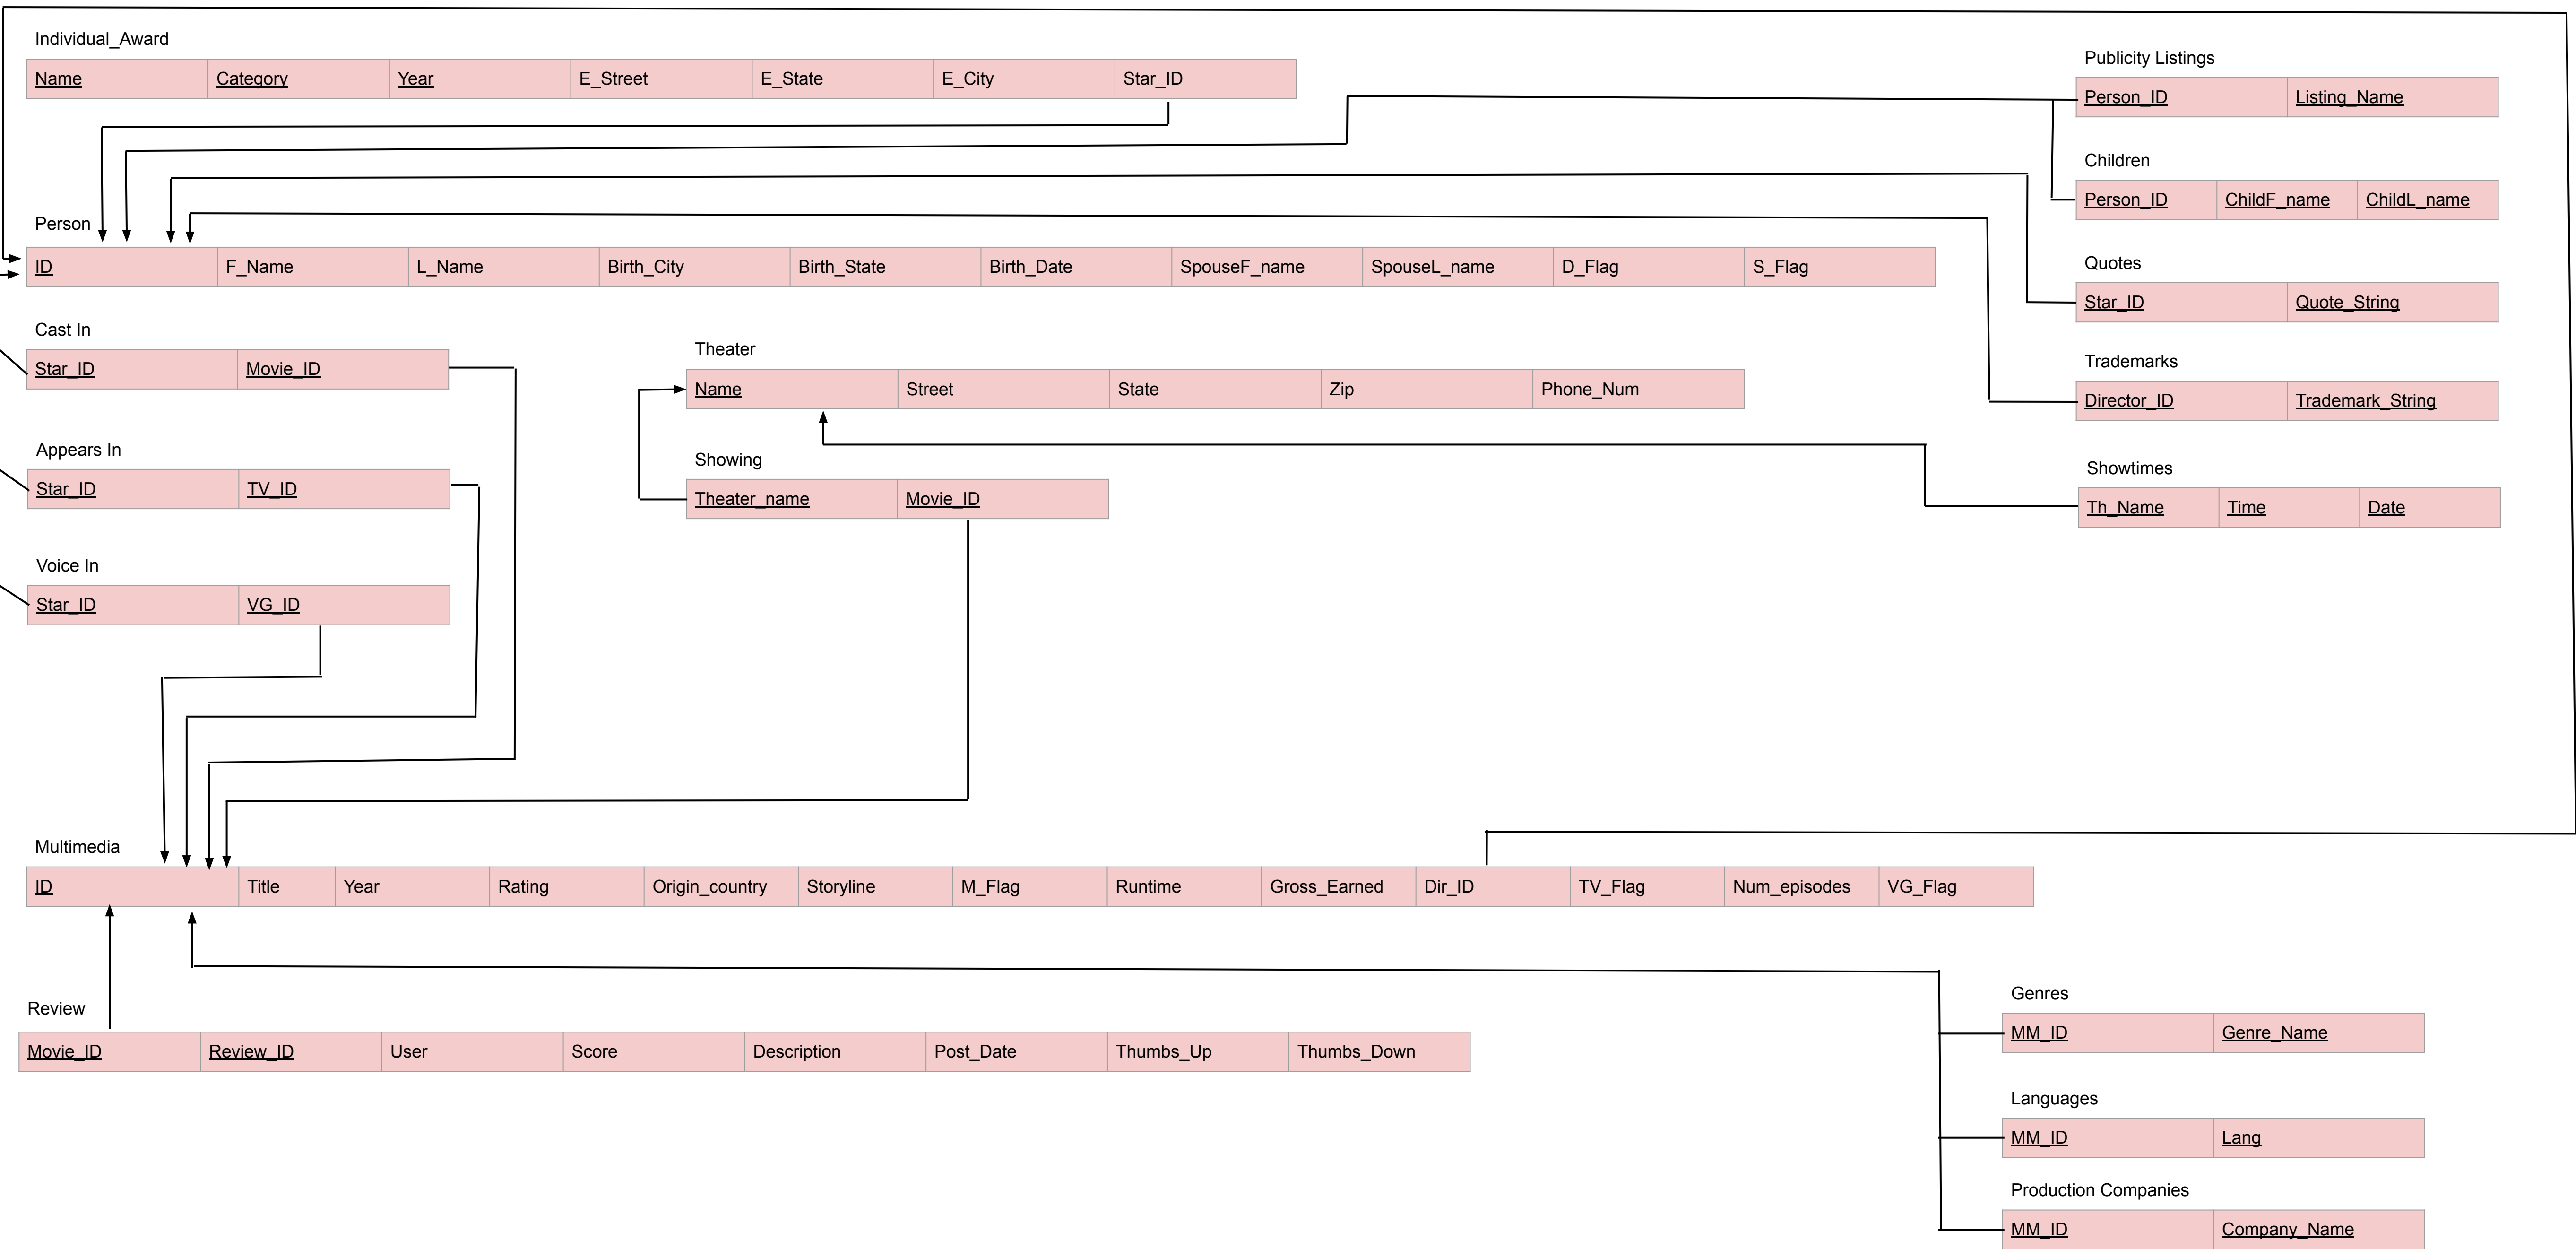 Individual_Award
Name Category Year E_Street E_State E_City Star_ID
Publicity Listings
Person_ID Listing_Name
Children
Person_ID ChildF_name ChildL_name
Person
ID F_Name L_Name Birth_City Birth_State Birth_Date SpouseF_name SpouseL_name D_Flag S_Flag
Quotes
Star_ID Quote_String
Cast In
Star_ID Movie_ID
Theater
Name Street State Zip Phone_Num
Trademarks
Director_ID Trademark_String
Appears In
Star_ID TV_ID
Showing
Theater_name Movie_ID
Showtimes
Th_Name Time Date
Voice In
Star_ID VG_ID
Multimedia
ID Title Year Rating Origin_country Storyline M_Flag Runtime Gross_Earned Dir_ID TV_Flag Num_episodes VG_Flag
Review
Movie_ID Review_ID User Score Description Post_Date Thumbs_Up Thumbs_Down
Genres
MM_ID Genre_Name
Languages
MM_ID Lang
Production Companies
MM_ID Company_Name